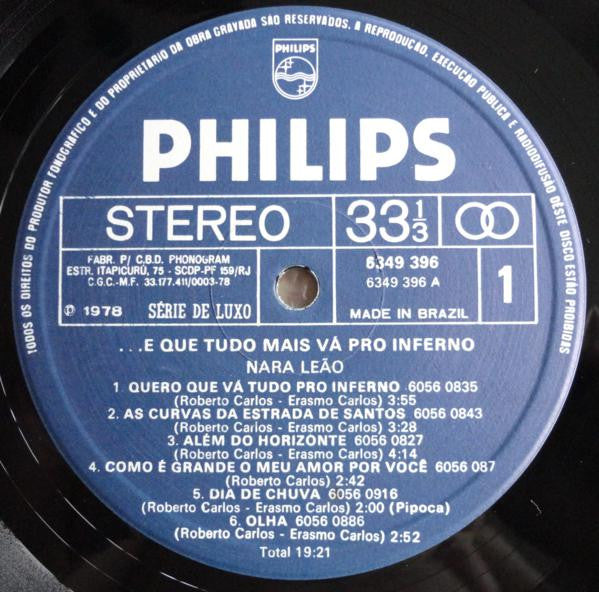 TODOS OS DIREITOS DO PRODUTOR FONOGRÁFICO E DO PROPRIETARIO DA OBRA GRAVADA SÃO RESERVADOS. A REPRODUÇÃO, EXECUÇÃO PUBLICA E RADIODIFUSÃO DÊSTE DISCO ESTÃO PROIBIDAS
PHILIPS
PHILIPS
STEREO
33 1/3
FABR. P/ C.B.D. PHONOGRAM
ESTR. ITAPICURÚ, 75 - SCDP-PF 159/RJ
C.G.C.-M.F. 33.177.411/0003-78
℗ 1978 SÉRIE DE LUXO
6349 396
6349 396 A
MADE IN BRAZIL
1
...E QUE TUDO MAIS VÁ PRO INFERNO
NARA LEÃO
1 QUERO QUE VÁ TUDO PRO INFERNO 6056 0835
(Roberto Carlos - Erasmo Carlos) 3:55
2. AS CURVAS DA ESTRADA DE SANTOS 6056 0843
(Roberto Carlos - Erasmo Carlos) 3:28
3. ALÉM DO HORIZONTE 6056 0827
(Roberto Carlos - Erasmo Carlos) 4:14
4. COMO É GRANDE O MEU AMOR POR VOCÊ 6056 087
(Roberto Carlos) 2:42
5. DIA DE CHUVA 6056 0916
(Roberto Carlos - Erasmo Carlos) 2:00 (Pipoca)
6. OLHA 6056 0886
(Roberto Carlos - Erasmo Carlos) 2:52
Total 19:21